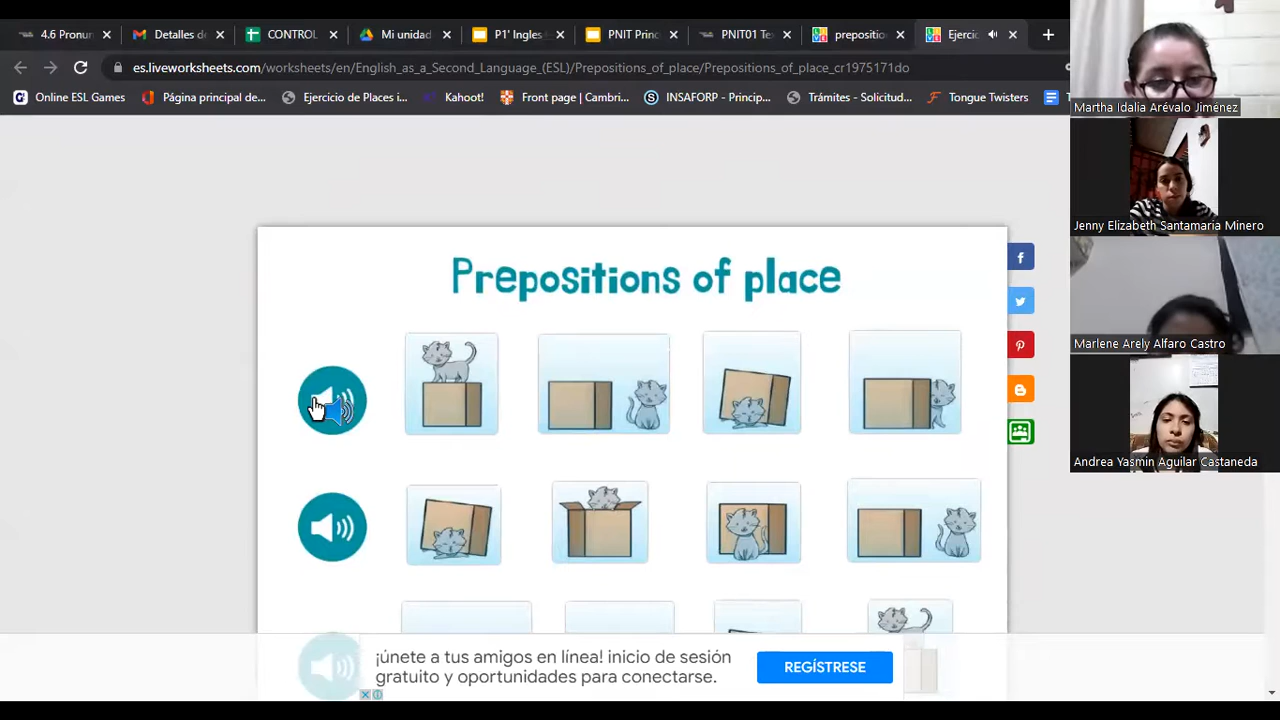 4.6 Pronun
Detalles d
CONTROL
Mi unidad
P1' Ingles
PNIT Princ
PNIT01 Te
prepositio
Ejercic
es.liveworksheets.com/worksheets/en/English_as_a_Second_Language_(ESL)/Prepositions_of_place/Prepositions_of_place_cr1975171do
Online ESL Games
Página principal...
Ejercicio de Places i...
Kahoot!
Front page | Cambri...
INSAFORP - Princip...
Trámites - Solicitud...
Tongue Twisters
Martha Idalia Arévalo Jiménez
Jenny Elizabeth Santamaria Minero
Marlene Arely Alfaro Castro
Andrea Yasmin Aguilar Castaneda
Prepositions of place
¡únete a tus amigos en línea! inicio de sesión
gratuito y oportunidades para conectarse.
REGÍSTRESE